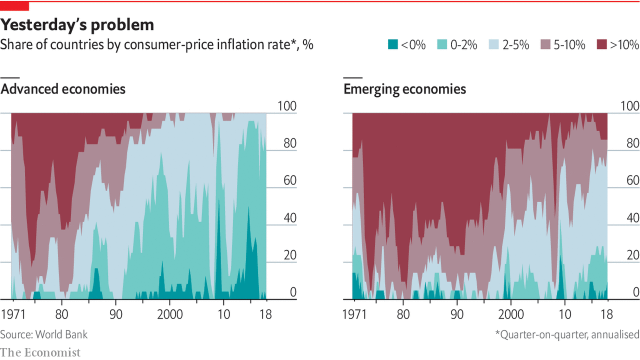 Yesterday's problem
Share of countries by consumer-price inflation rate*, %
<0% 0-2% 2-5% 5-10% >10%
Advanced economies
100
80
60
40
20
0
1971 80 90 2000 10 18
Emerging economies
100
80
60
40
20
0
1971 80 90 2000 10 18
Source: World Bank
*Quarter-on-quarter, annualised
The Economist